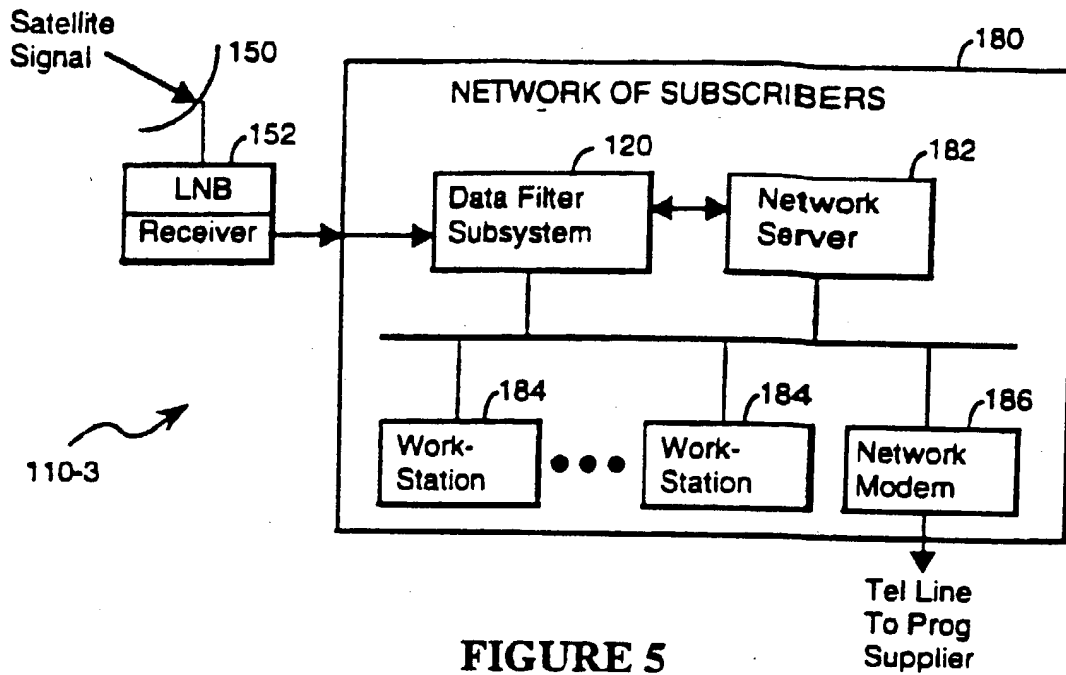 Satellite
Signal
150
180
NETWORK OF SUBSCRIBERS
152
120
182
LNB
Receiver
Data Filter
Subsystem
Network
Server
184
184
186
Work-
Station
Work-
Station
Network
Modem
110-3
Tel Line
To Prog
Supplier
FIGURE 5